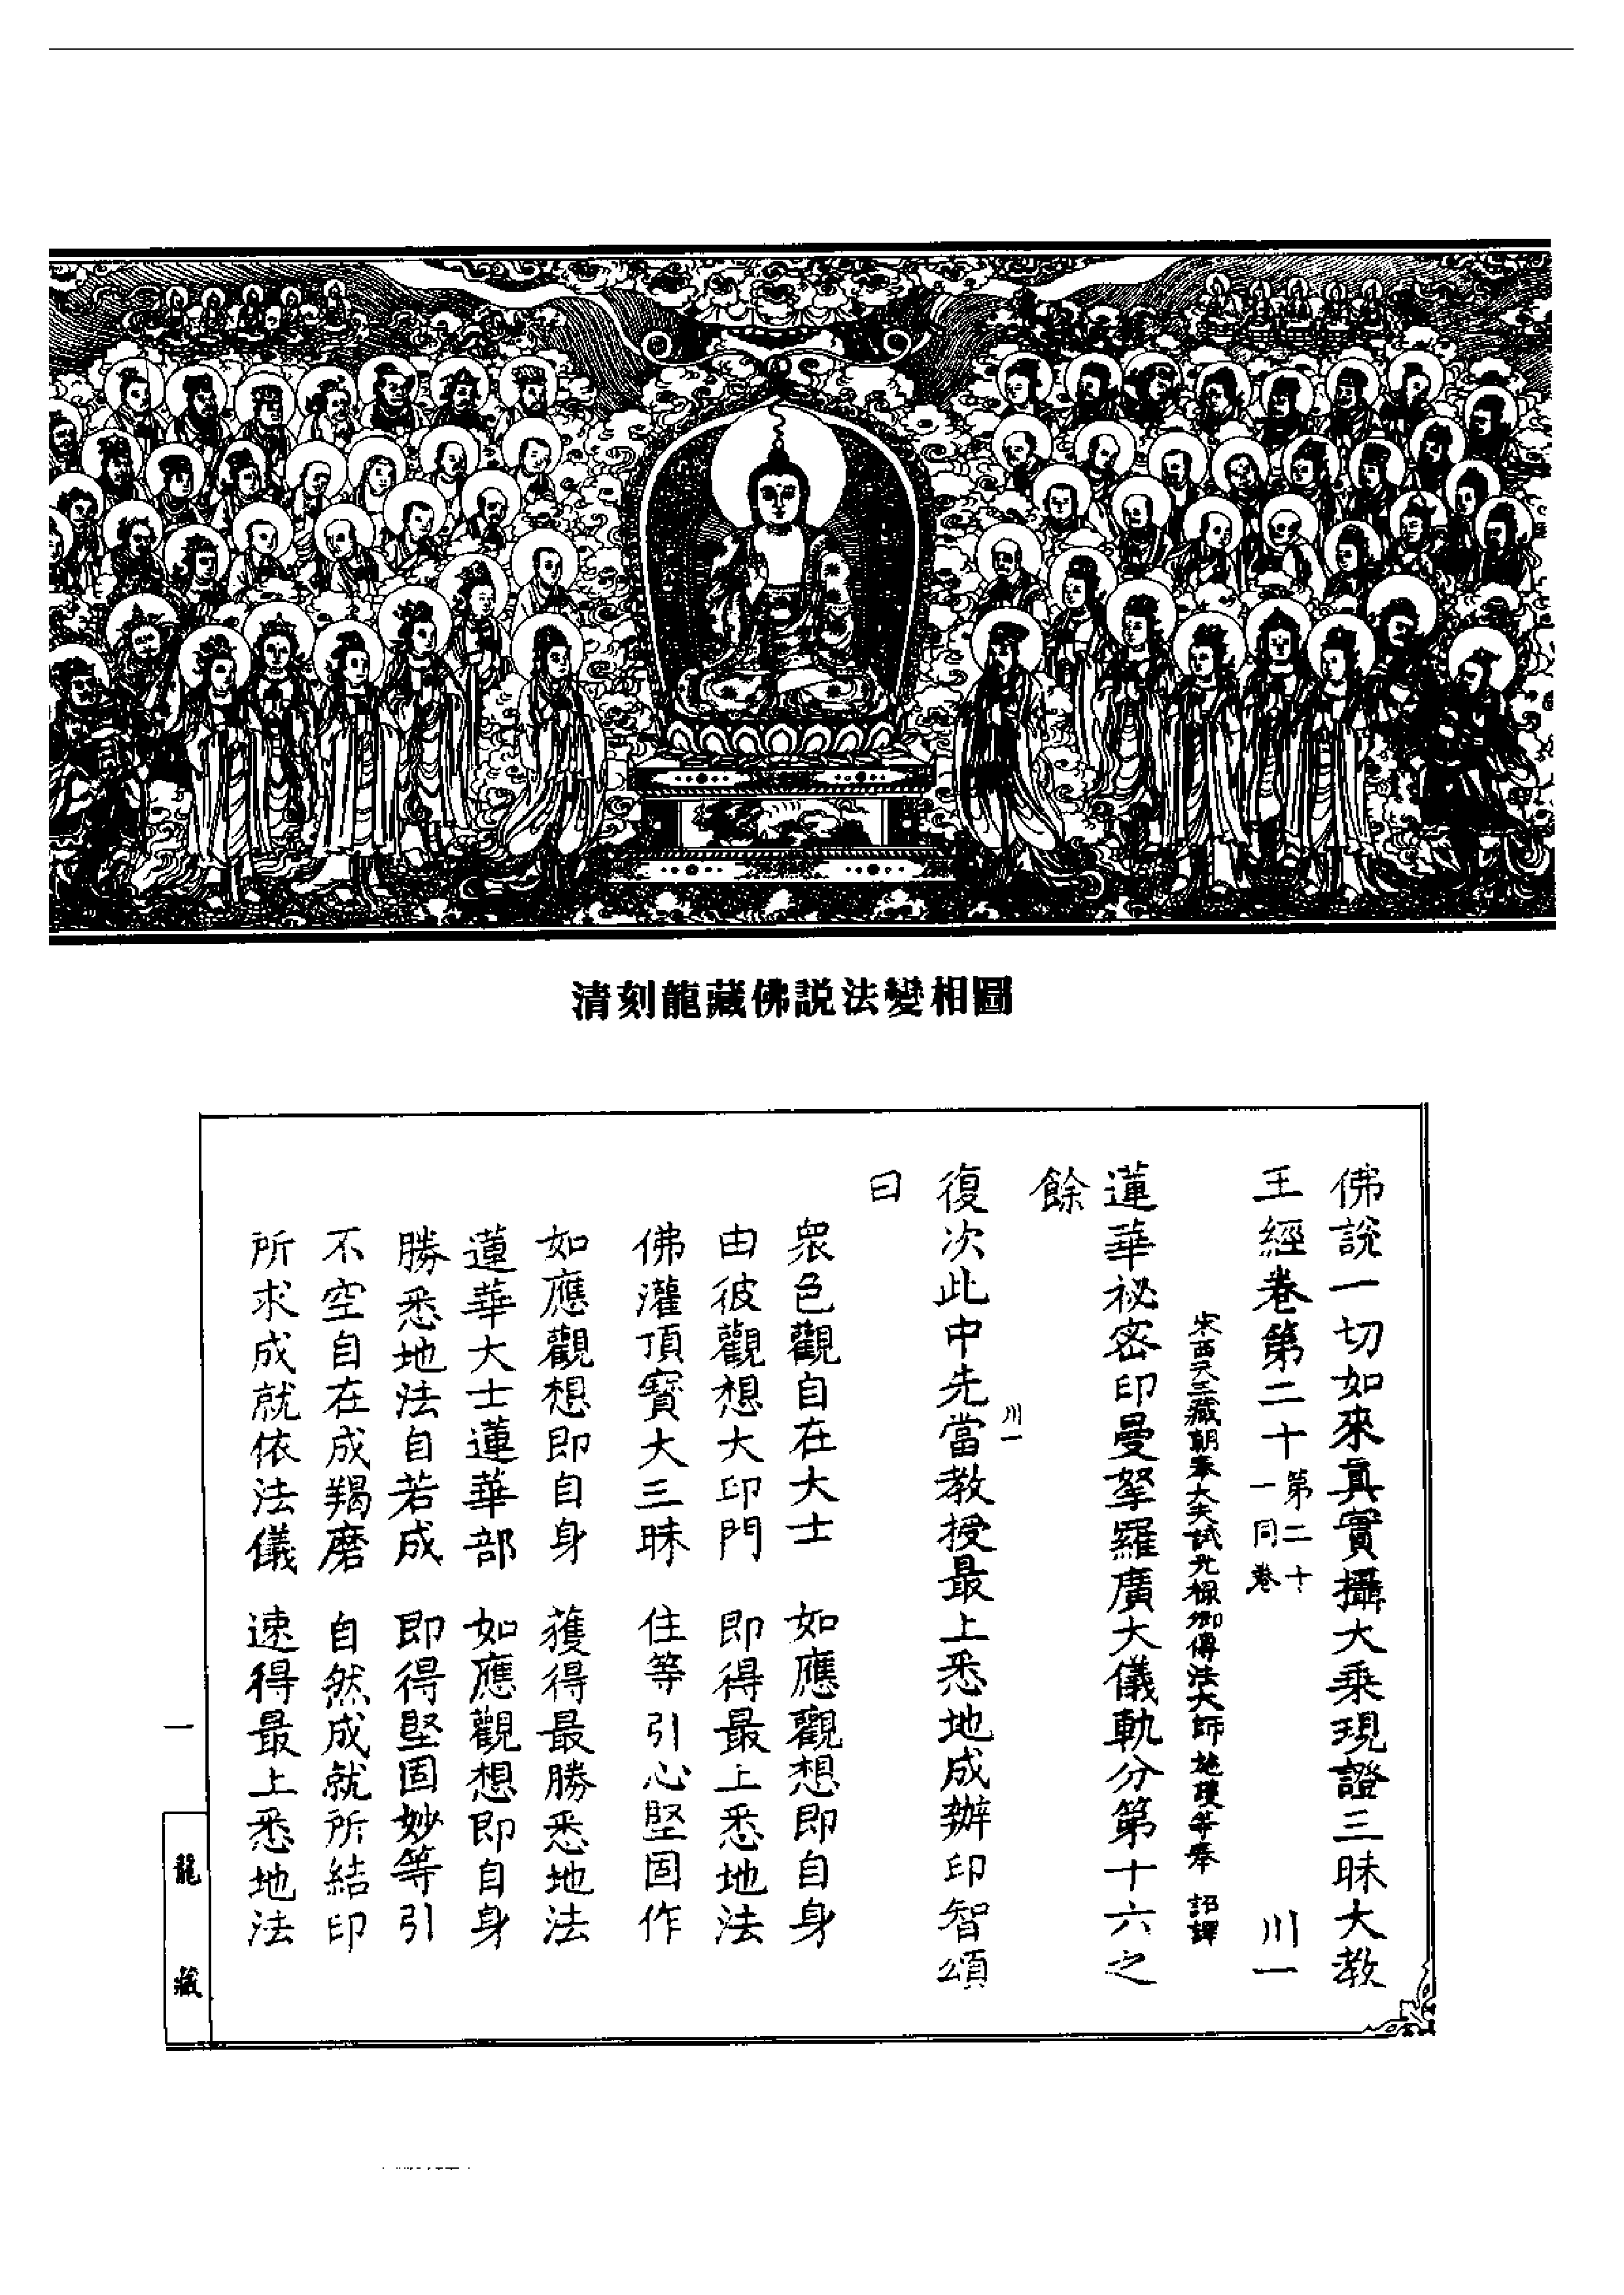 清刻龍藏佛説法變相圖
佛説一切如來真實攝大乘現證三昧大教
王經卷第二十 第二十一同卷 川一
宋西天三藏朝奉大夫試光祿卿傳法大師施護等奉 詔譯
蓮華祕密印曼拏羅廣大儀軌分第十六之
餘
川一
復次此中先當教授最上悉地成辦印智頌
曰
衆色觀自在大士 如應觀想即自身
由彼觀想大印門 即得最上悉地法
佛灌頂寶大三昧 住等引心堅固作
如應觀想即自身 獲得最勝悉地法
蓮華大士蓮華部 如應觀想即自身
勝悉地法自若成 即得堅固妙等引
不空自在成羯磨 自然成就所結印
所求成就依法儀 速得最上悉地法
一
龍藏